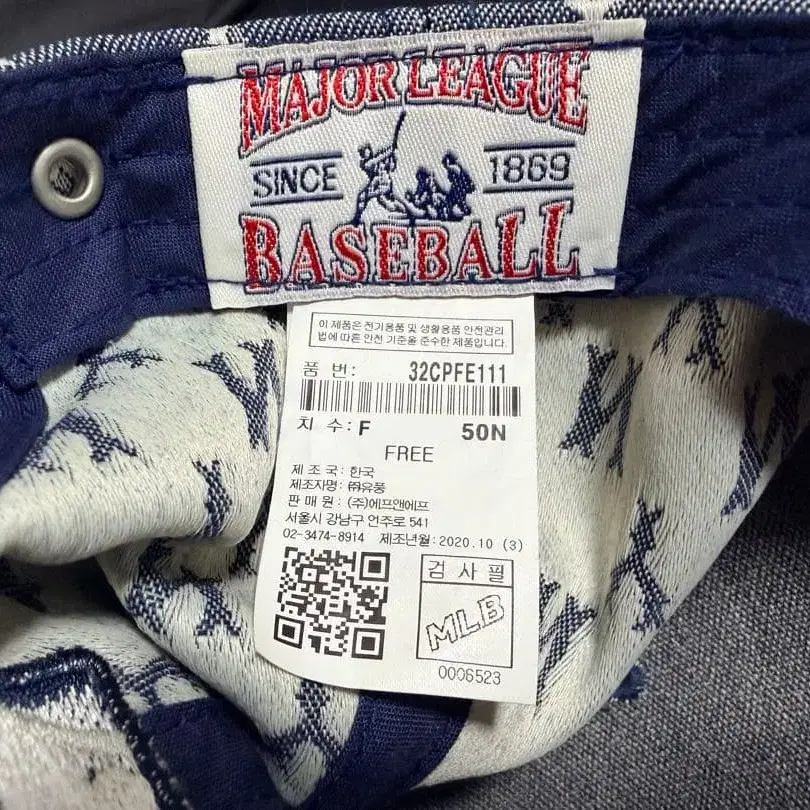 MAJOR LEAGUE
SINCE 1869
BASEBALL
이 제품은 전기용품 및 생활용품 안전관리
법에 따른 안전 기준을 준수한 제품입니다.
품 번: 32CPFE111
치 수: F 50N
FREE
제 조 국 : 한국
제조자명 : ㈜유풍
판 매 원 : (주)에프앤에프
서울시 강남구 언주로 541
02-3474-8914 제조년월 : 2020.10 (3)
검 사 필
MLB
0006523